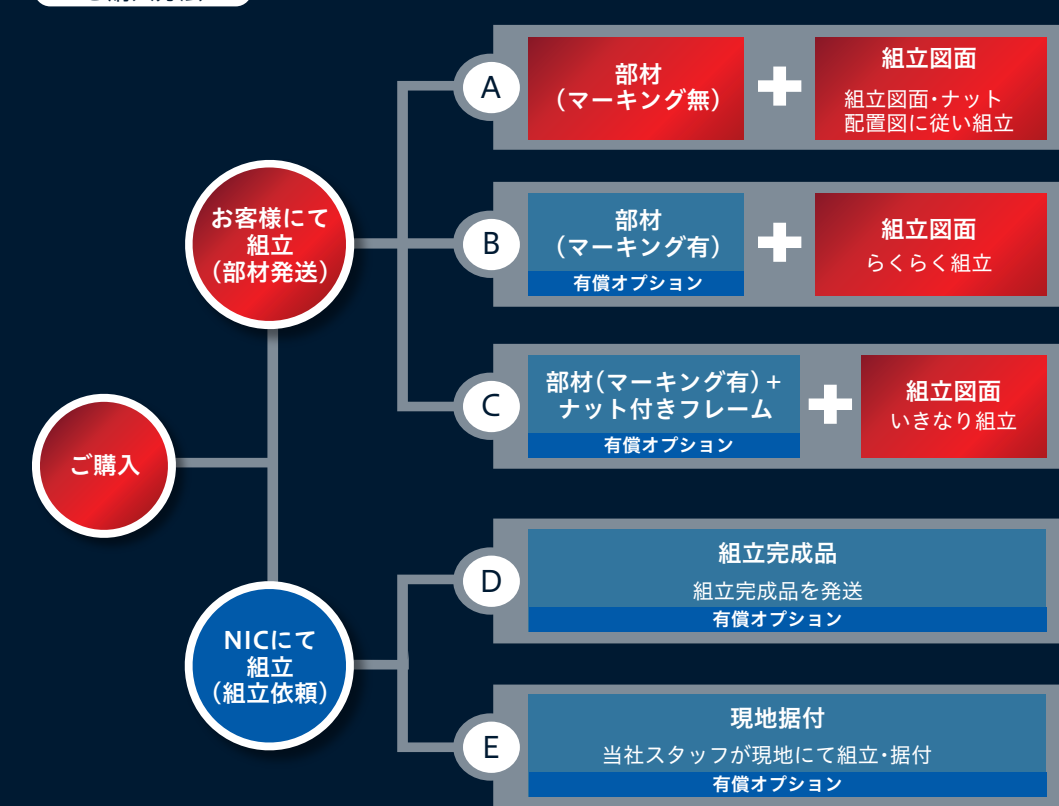 A
部材
（マーキング無）
組立図面
組立図面・ナット
配置図に従い組立
お客様にて
組立
（部材発送）
B
部材
（マーキング有）
有償オプション
組立図面
らくらく組立
C
部材（マーキング有）+
ナット付きフレーム
有償オプション
組立図面
いきなり組立
ご購入
D
組立完成品
組立完成品を発送
有償オプション
NICにて
組立
（組立依頼）
E
現地据付
当社スタッフが現地にて組立・据付
有償オプション